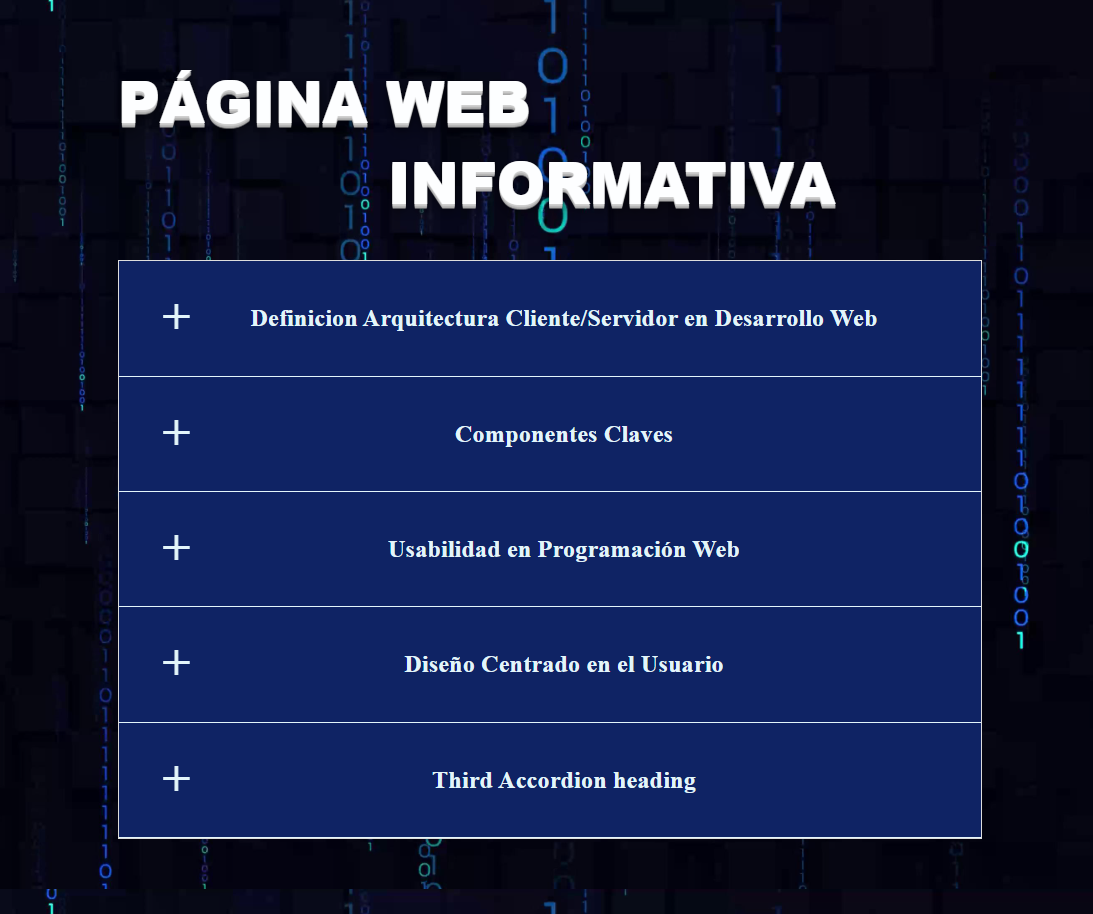 PÁGINA WEB
INFORMATIVA
Definicion Arquitectura Cliente/Servidor en Desarrollo Web
Componentes Claves
Usabilidad en Programación Web
Diseño Centrado en el Usuario
Third Accordion heading